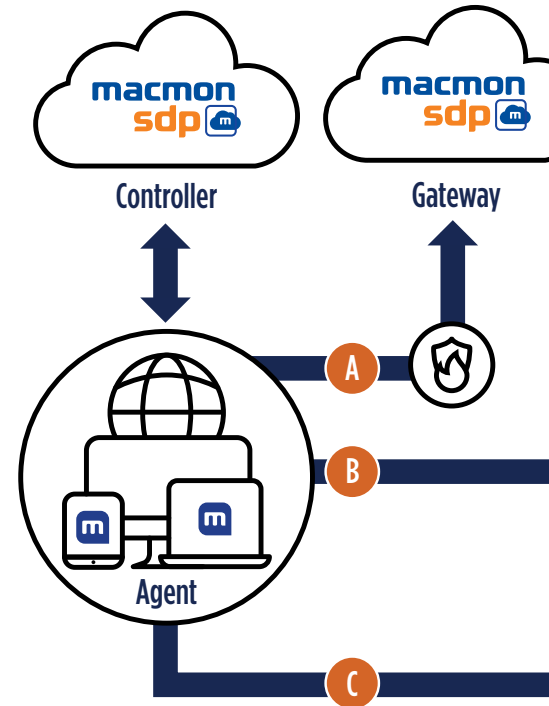 macmon
sdp m
Controller
macmon
sdp m
Gateway
A
B
m
m
Agent
C